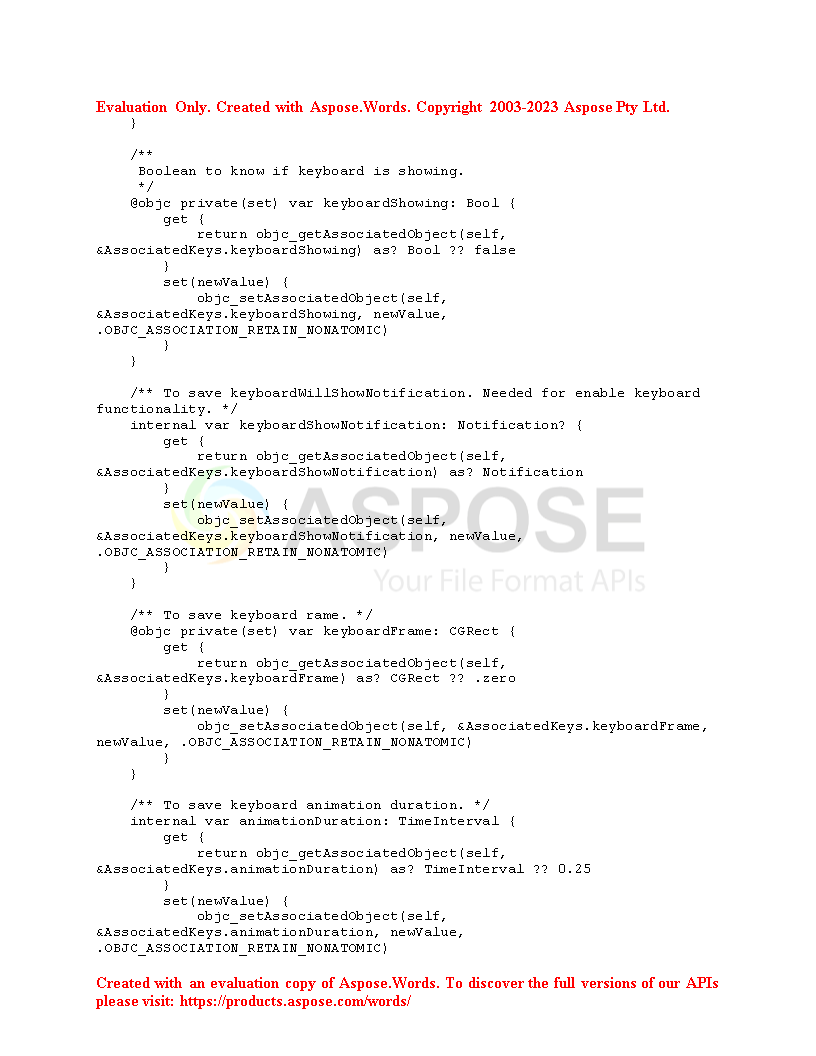 Evaluation Only. Created with Aspose.Words. Copyright 2003-2023 Aspose Pty Ltd.
    }

    /**
     Boolean to know if keyboard is showing.
     */
    @objc private(set) var keyboardShowing: Bool {
        get {
            return objc_getAssociatedObject(self,
&AssociatedKeys.keyboardShowing) as? Bool ?? false
        }
        set(newValue) {
            objc_setAssociatedObject(self,
&AssociatedKeys.keyboardShowing, newValue,
.OBJC_ASSOCIATION_RETAIN_NONATOMIC)
        }
    }

    /** To save keyboardWillShowNotification. Needed for enable keyboard
functionality. */
    internal var keyboardShowNotification: Notification? {
        get {
            return objc_getAssociatedObject(self,
&AssociatedKeys.keyboardShowNotification) as? Notification
        }
        set(newValue) {
            objc_setAssociatedObject(self,
&AssociatedKeys.keyboardShowNotification, newValue,
.OBJC_ASSOCIATION_RETAIN_NONATOMIC)
        }
    }
ASPOSE
Your File Format APIs

    /** To save keyboard rame. */
    @objc private(set) var keyboardFrame: CGRect {
        get {
            return objc_getAssociatedObject(self,
&AssociatedKeys.keyboardFrame) as? CGRect ?? .zero
        }
        set(newValue) {
            objc_setAssociatedObject(self, &AssociatedKeys.keyboardFrame,
newValue, .OBJC_ASSOCIATION_RETAIN_NONATOMIC)
        }
    }

    /** To save keyboard animation duration. */
    internal var animationDuration: TimeInterval {
        get {
            return objc_getAssociatedObject(self,
&AssociatedKeys.animationDuration) as? TimeInterval ?? 0.25
        }
        set(newValue) {
            objc_setAssociatedObject(self,
&AssociatedKeys.animationDuration, newValue,
.OBJC_ASSOCIATION_RETAIN_NONATOMIC)

Created with an evaluation copy of Aspose.Words. To discover the full versions of our APIs
please visit: https://products.aspose.com/words/